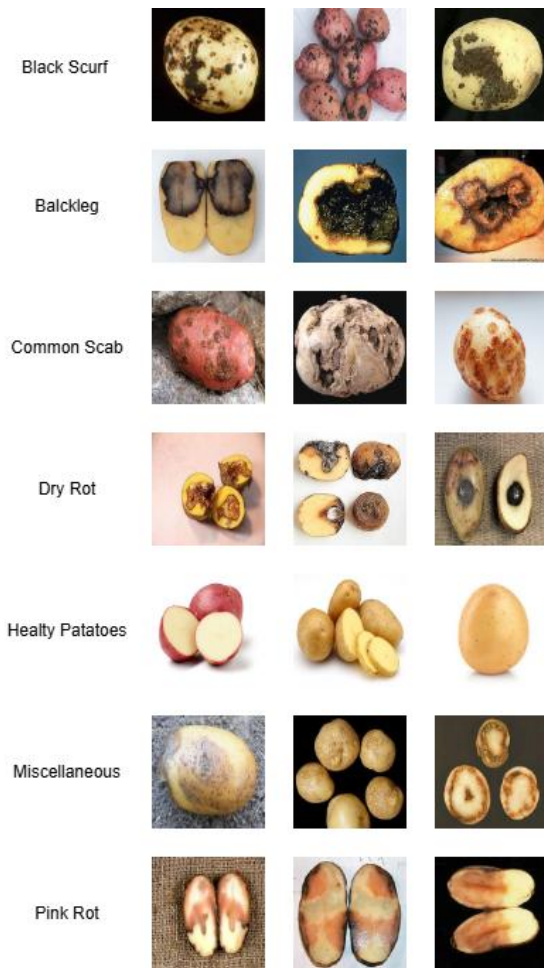 Black Scurf
Balckleg
Common Scab
Dry Rot
Healty Patatoes
Miscellaneous
Pink Rot